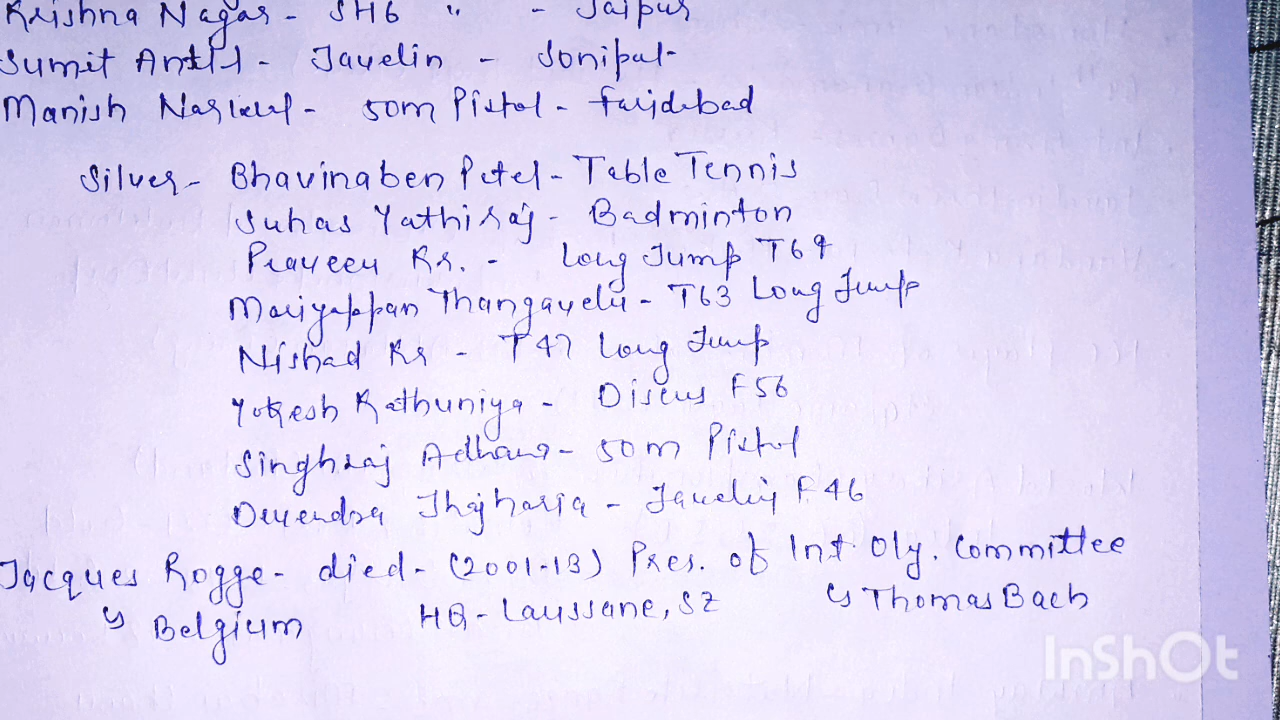 Krishna Nagar - SH6 " - Jaipur
Sumit Antil - Javelin - Sonipat
Manish Narwal - 50m Pistol - Faridabad
Silver - Bhavinaben Patel - Table Tennis
Suhas Yathiraj - Badminton
Praveen Kr. - Long Jump T64
Mariyappan Thangavelu - T63 Long Jump
Nishad Kr - T47 Long Jump
Yogesh Kathuniya - Discus F56
Singhraj Adhana - 50m Pistol
Devendra Jhajharia - Javelin F46
Jacques Rogge - died - (2001-13) Pres. of Int. Oly. Committee
↳ Belgium HQ - Laussane, SZ ↳ Thomas Bach
InShOt